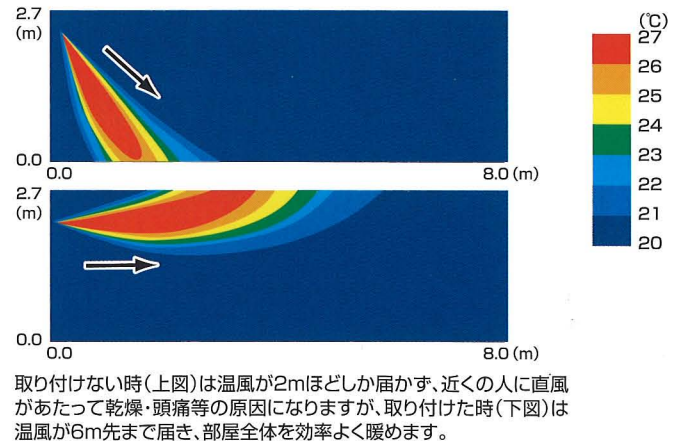 2.7
(m)
0.0
0.0
8.0 (m)
2.7
(m)
0.0
0.0
8.0 (m)
(℃)
27
26
25
24
23
22
21
20
取り付けない時(上図)は温風が2mほどしか届かず、近くの人に直風
があたって乾燥・頭痛等の原因になりますが、取り付けた時(下図)は
温風が6m先まで届き、部屋全体を効率よく暖めます。